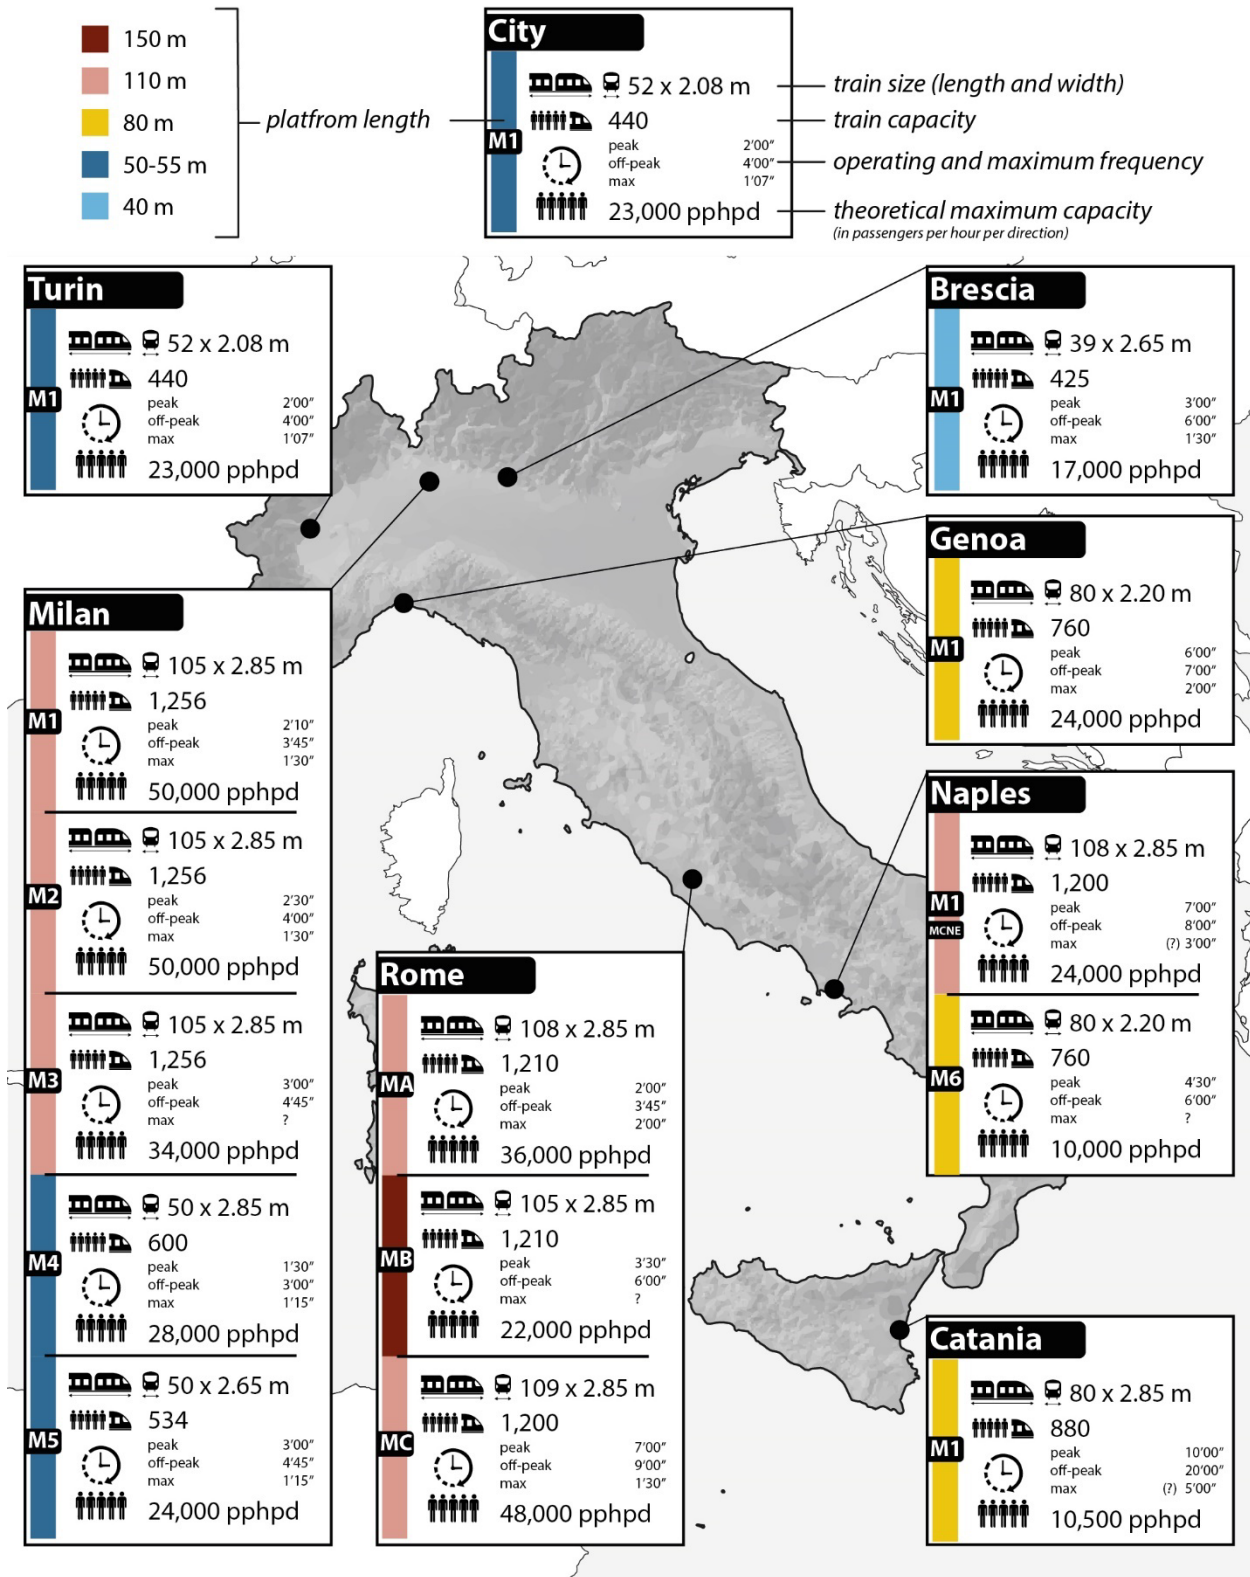 150 m
110 m
80 m
50-55 m
40 m
platfrom length
City
M1
52 x 2.08 m
440
peak 2'00"
off-peak 4'00"
max 1'07"
23,000 pphpd
train size (length and width)
train capacity
operating and maximum frequency
theoretical maximum capacity
(in passengers per hour per direction)
Turin
M1
52 x 2.08 m
440
peak 2'00"
off-peak 4'00"
max 1'07"
23,000 pphpd
Brescia
M1
39 x 2.65 m
425
peak 3'00"
off-peak 6'00"
max 1'30"
17,000 pphpd
Genoa
M1
80 x 2.20 m
760
peak 6'00"
off-peak 7'00"
max 2'00"
24,000 pphpd
Milan
M1
105 x 2.85 m
1,256
peak 2'10"
off-peak 3'45"
max 1'30"
50,000 pphpd
M2
105 x 2.85 m
1,256
peak 2'30"
off-peak 4'00"
max 1'30"
50,000 pphpd
M3
105 x 2.85 m
1,256
peak 3'00"
off-peak 4'45"
max ?
34,000 pphpd
M4
50 x 2.85 m
600
peak 1'30"
off-peak 3'00"
max 1'15"
28,000 pphpd
M5
50 x 2.65 m
534
peak 3'00"
off-peak 4'45"
max 1'15"
24,000 pphpd
Rome
MA
108 x 2.85 m
1,210
peak 2'00"
off-peak 3'45"
max 2'00"
36,000 pphpd
MB
105 x 2.85 m
1,210
peak 3'30"
off-peak 6'00"
max ?
22,000 pphpd
MC
109 x 2.85 m
1,200
peak 7'00"
off-peak 9'00"
max 1'30"
48,000 pphpd
Naples
M1
MCNE
108 x 2.85 m
1,200
peak 7'00"
off-peak 8'00"
max (?) 3'00"
24,000 pphpd
M6
80 x 2.20 m
760
peak 4'30"
off-peak 6'00"
max ?
10,000 pphpd
Catania
M1
80 x 2.85 m
880
peak 10'00"
off-peak 20'00"
max (?) 5'00"
10,500 pphpd